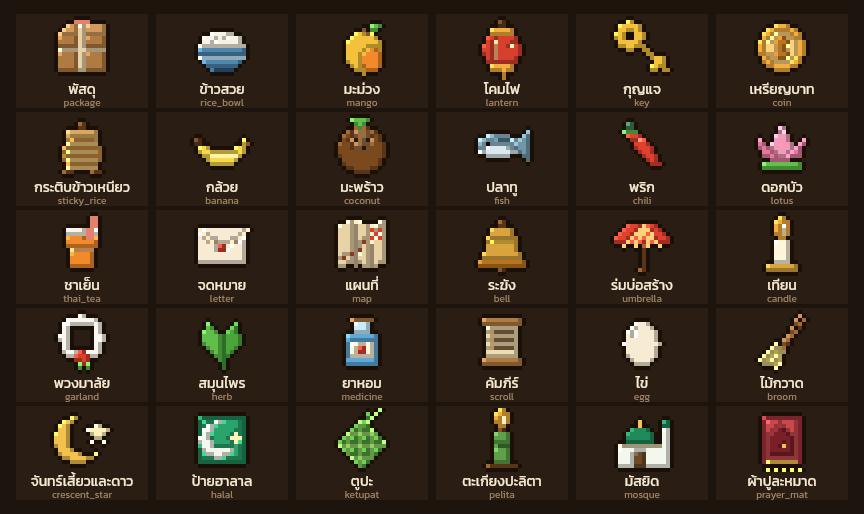 พัสดุ
package
ข้าวสวย
rice_bowl
มะม่วง
mango
โคมไฟ
lantern
กุญแจ
key
เหรียญบาท
coin
กระติบข้าวเหนียว
sticky_rice
กล้วย
banana
มะพร้าว
coconut
ปลาทู
fish
พริก
chili
ดอกบัว
lotus
ชาเย็น
thai_tea
จดหมาย
letter
แผนที่
map
ระฆัง
bell
ร่มบ่อสร้าง
umbrella
เทียน
candle
พวงมาลัย
garland
สมุนไพร
herb
ยาหอม
medicine
คัมภีร์
scroll
ไข่
egg
ไม้กวาด
broom
จันทร์เสี้ยวและดาว
crescent_star
ป้ายฮาลาล
halal
ตูปะ
ketupat
ตะเกียงปะลิตา
pelita
มัสยิด
mosque
ผ้าปูละหมาด
prayer_mat